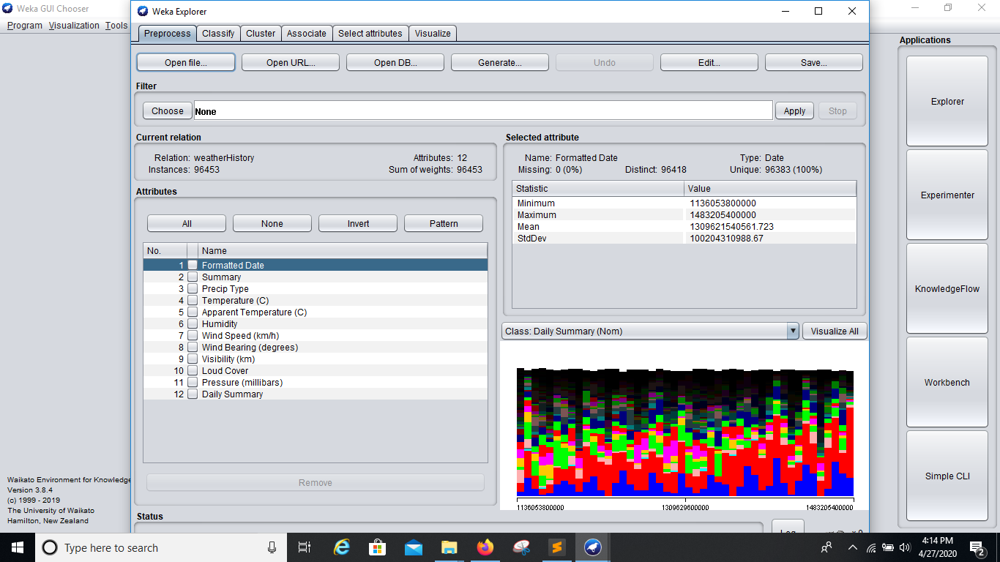 Weka GUI Chooser
Program Visualization Tools
Weka Explorer
Preprocess Classify Cluster Associate Select attributes Visualize
Open file... Open URL... Open DB... Generate... Undo Edit... Save...
Filter
Choose None Apply Stop
Current relation
Relation: weatherHistory Attributes: 12
Instances: 96453 Sum of weights: 96453
Attributes
All None Invert Pattern
No. Name
1 Formatted Date
2 Summary
3 Precip Type
4 Temperature (C)
5 Apparent Temperature (C)
6 Humidity
7 Wind Speed (km/h)
8 Wind Bearing (degrees)
9 Visibility (km)
10 Loud Cover
11 Pressure (millibars)
12 Daily Summary
Remove
Selected attribute
Name: Formatted Date Type: Date
Missing: 0 (0%) Distinct: 96418 Unique: 96383 (100%)
Statistic Value
Minimum 1136053800000
Maximum 1483205400000
Mean 1309621540561.723
StdDev 100204310988.67
Class: Daily Summary (Nom) Visualize All
1136053800000 1309629600000 1483205400000
Status
Applications
Explorer
Experimenter
KnowledgeFlow
Workbench
Simple CLI
Waikato Environment for Knowledge
Version 3.8.4
(c) 1999 - 2019
The University of Waikato
Hamilton, New Zealand
Type here to search
4:14 PM
4/27/2020
2